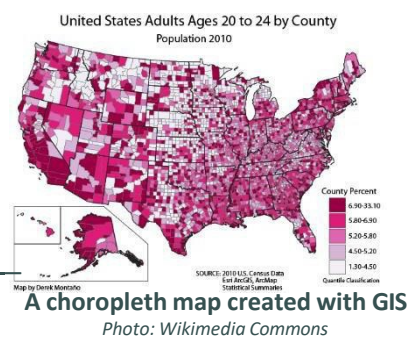 United States Adults Ages 20 to 24 by County
Population 2010
County Percent
6.90-33.10
5.80-6.90
5.20-5.80
4.50-5.20
1.30-4.50
Quantile Classification
SOURCE: 2010 U.S. Census Data
Esri ArcGIS, ArcMap
Statistical Summaries
Map by Derek Montaño
A choropleth map created with GIS
Photo: Wikimedia Commons